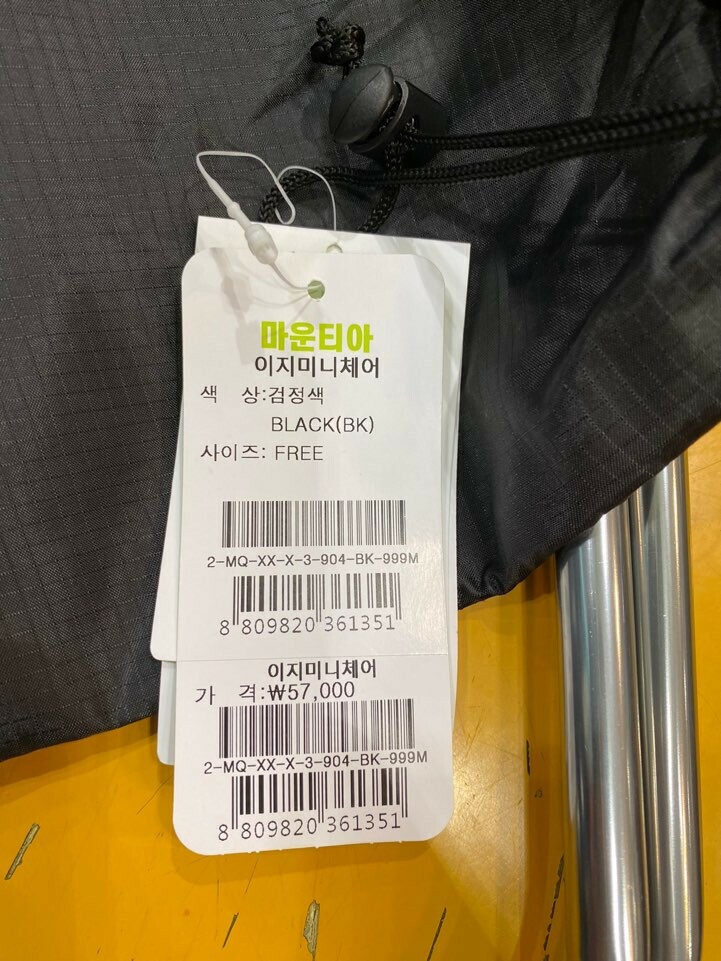 마운티아
이지미니체어
색 상:검정색
BLACK(BK)
사이즈: FREE
2-MQ-XX-X-3-904-BK-999M
8 809820 361351
이지미니체어
가 격:₩57,000
2-MQ-XX-X-3-904-BK-999M
8 809820 361351